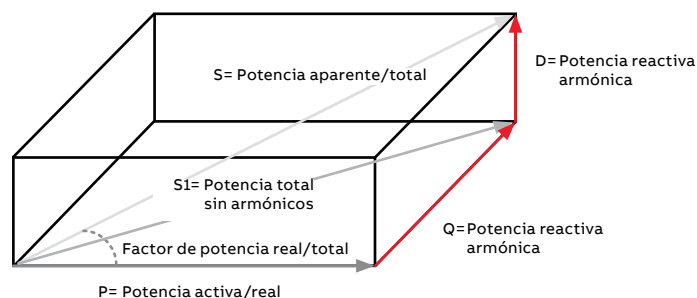 S= Potencia aparente/total
D= Potencia reactiva
armónica
S1= Potencia total
sin armónicos
Factor de potencia real/total
Q=Potencia reactiva
armónica
P= Potencia activa/real